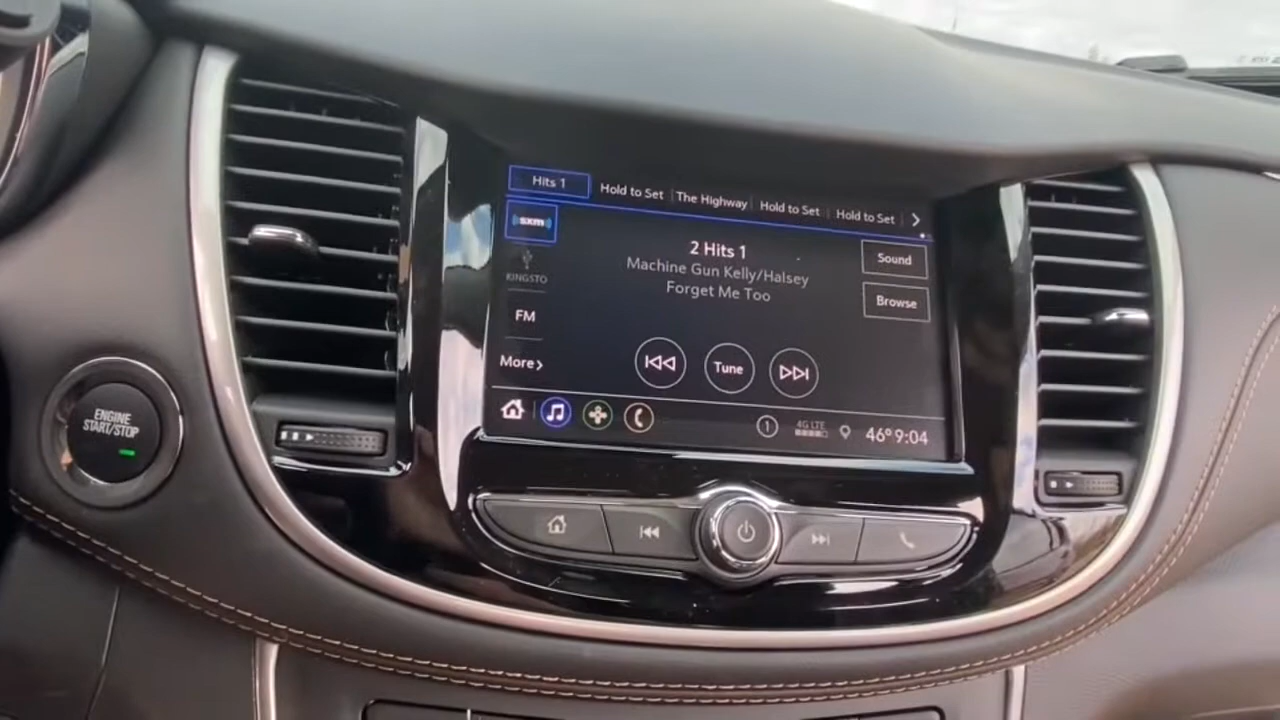 Hits 1
Hold to Set
The Highway
Hold to Set
Hold to Set
sxm
2 Hits 1
Sound
Machine Gun Kelly/Halsey
KINGSTO
Forget Me Too
Browse
FM
More
Tune
1
4G LTE
46° 9:04
ENGINE
START/STOP